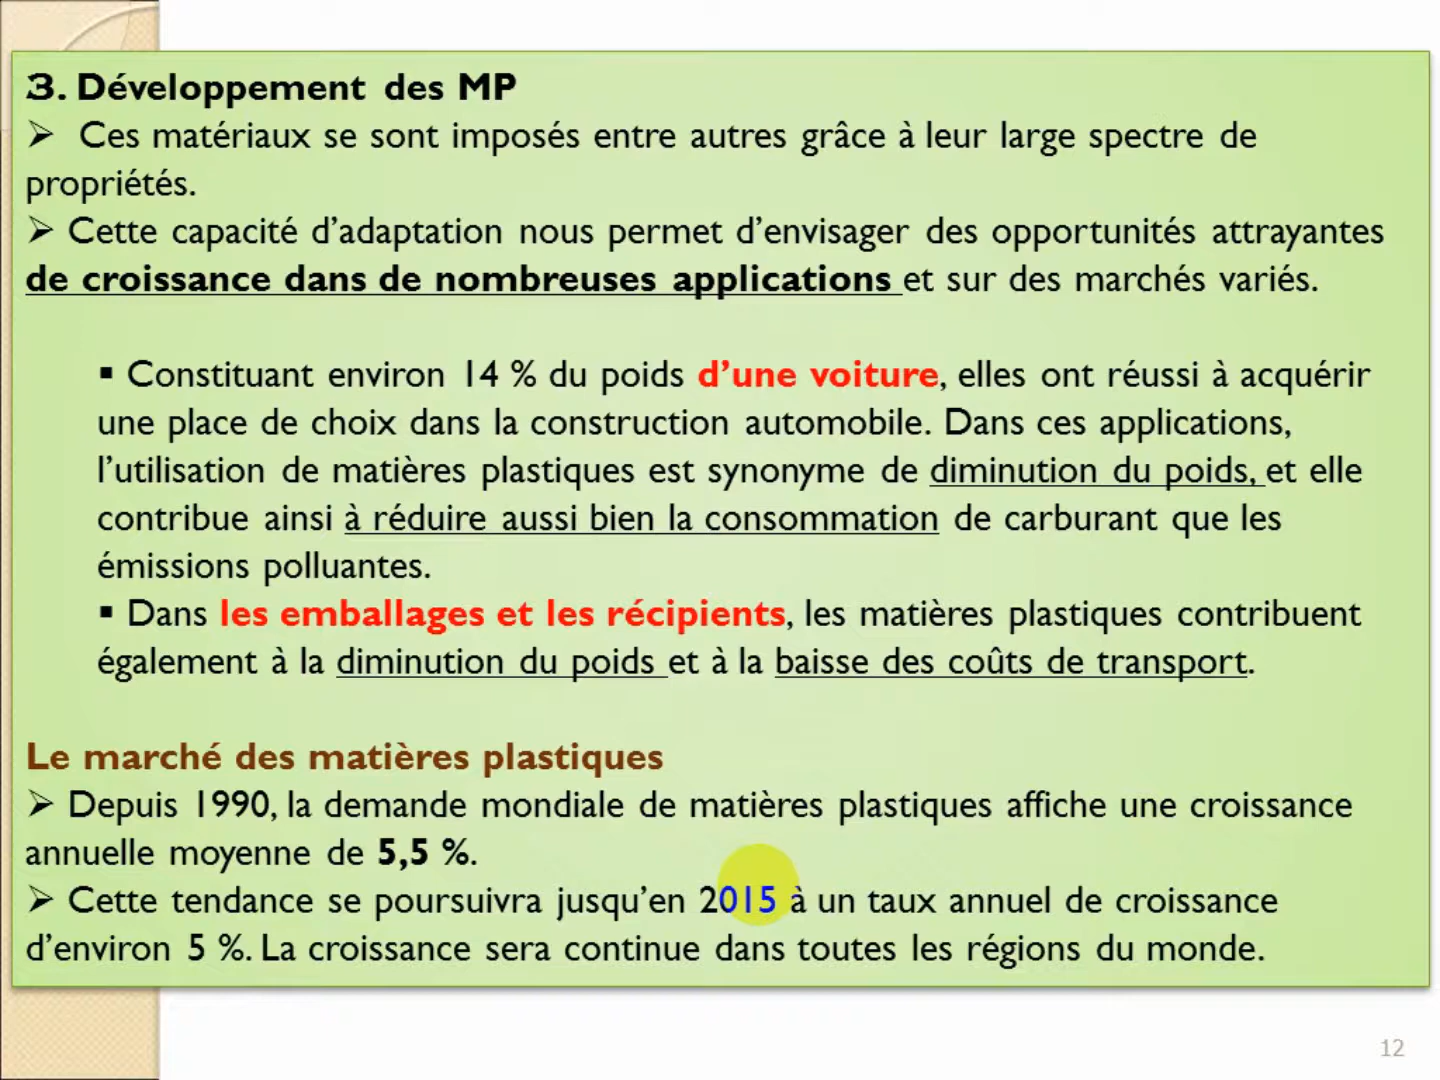 3. Développement des MP
➢ Ces matériaux se sont imposés entre autres grâce à leur large spectre de
propriétés.
➢ Cette capacité d’adaptation nous permet d’envisager des opportunités attrayantes
de croissance dans de nombreuses applications et sur des marchés variés.
▪ Constituant environ 14 % du poids d’une voiture, elles ont réussi à acquérir
une place de choix dans la construction automobile. Dans ces applications,
l’utilisation de matières plastiques est synonyme de diminution du poids, et elle
contribue ainsi à réduire aussi bien la consommation de carburant que les
émissions polluantes.
▪ Dans les emballages et les récipients, les matières plastiques contribuent
également à la diminution du poids et à la baisse des coûts de transport.
Le marché des matières plastiques
➢ Depuis 1990, la demande mondiale de matières plastiques affiche une croissance
annuelle moyenne de 5,5 %.
➢ Cette tendance se poursuivra jusqu’en 2015 à un taux annuel de croissance
d’environ 5 %. La croissance sera continue dans toutes les régions du monde.
12